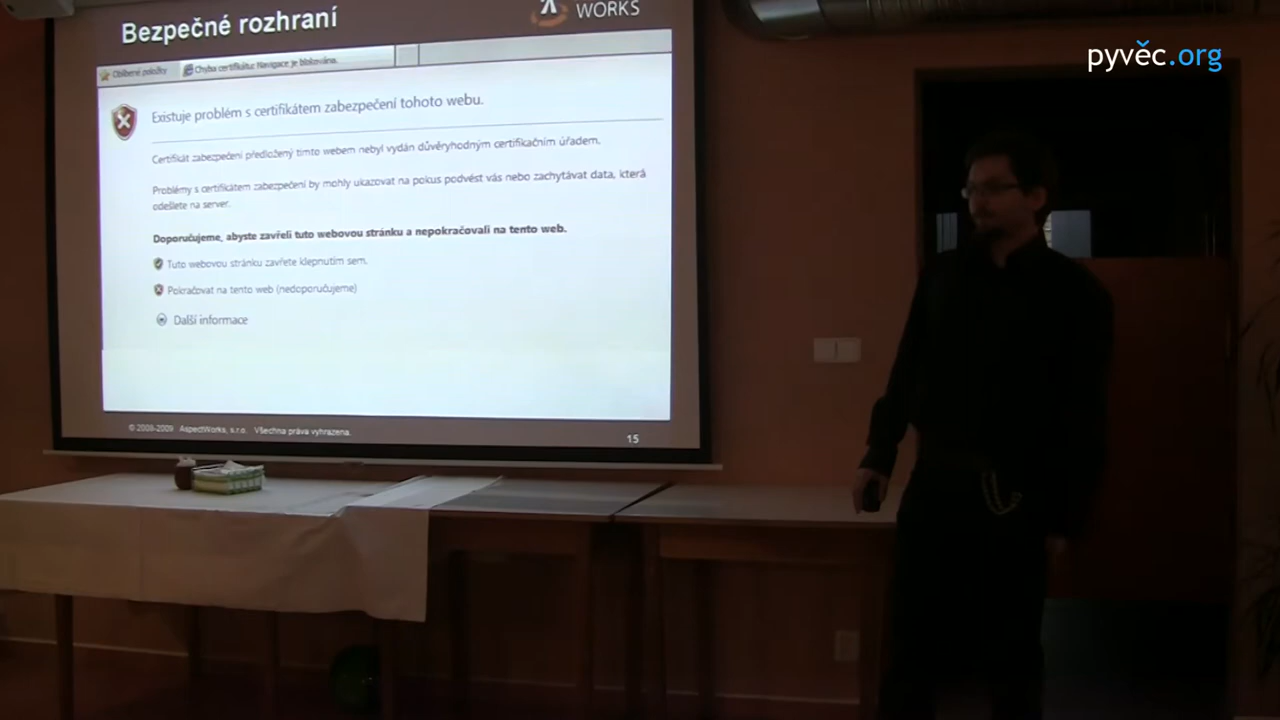 Bezpečné rozhraní
WORKS
pyvěc.org
Oblíbené položky
Chyba certifikátu: Navigace je blokována.
Existuje problém s certifikátem zabezpečení tohoto webu.
Certifikát zabezpečení předložený tímto webem nebyl vydán důvěryhodným certifikačním úřadem.
Problémy s certifikátem zabezpečení by mohly ukazovat na pokus podvést vás nebo zachytávat data, která
odešlete na server.
Doporučujeme, abyste zavřeli tuto webovou stránku a nepokračovali na tento web.
Tuto webovou stránku zavřete klepnutím sem.
Pokračovat na tento web (nedoporučujeme)
Další informace
© 2008-2009 AspectWorks, s.r.o. Všechna práva vyhrazena.
15